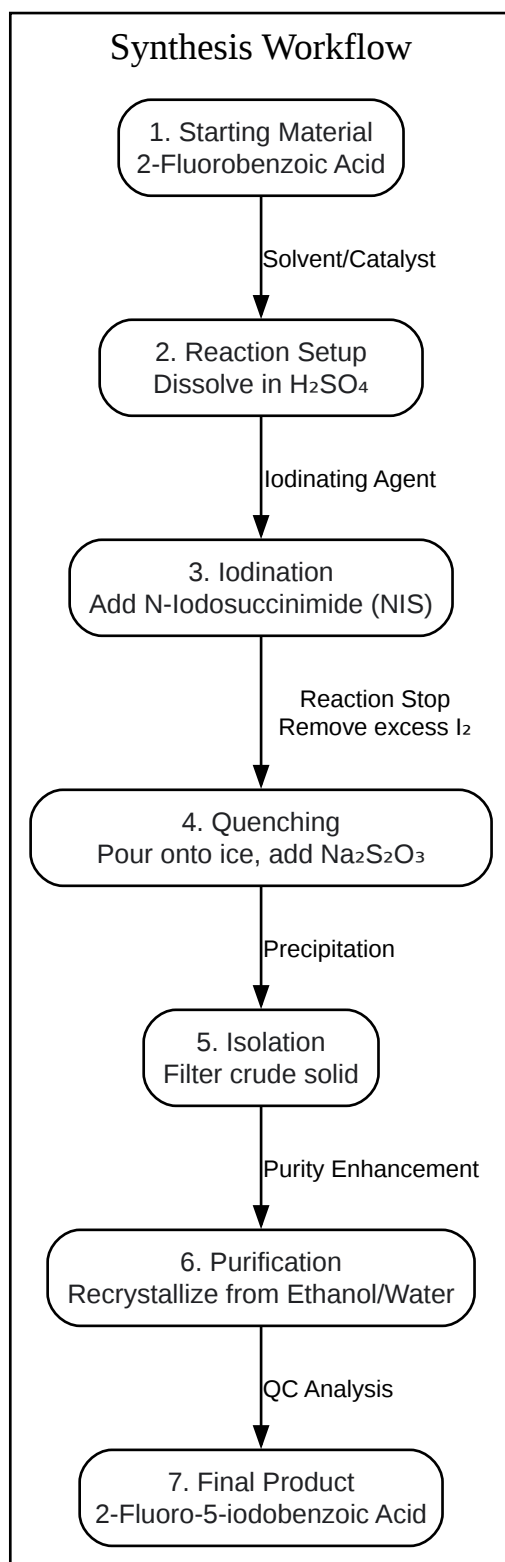 Synthesis Workflow
1. Starting Material
2-Fluorobenzoic Acid
Solvent/Catalyst
2. Reaction Setup
Dissolve in H₂SO₄
Iodinating Agent
3. Iodination
Add N-Iodosuccinimide (NIS)
Reaction Stop
Remove excess I₂
4. Quenching
Pour onto ice, add Na₂S₂O₃
Precipitation
5. Isolation
Filter crude solid
Purity Enhancement
6. Purification
Recrystallize from Ethanol/Water
QC Analysis
7. Final Product
2-Fluoro-5-iodobenzoic Acid